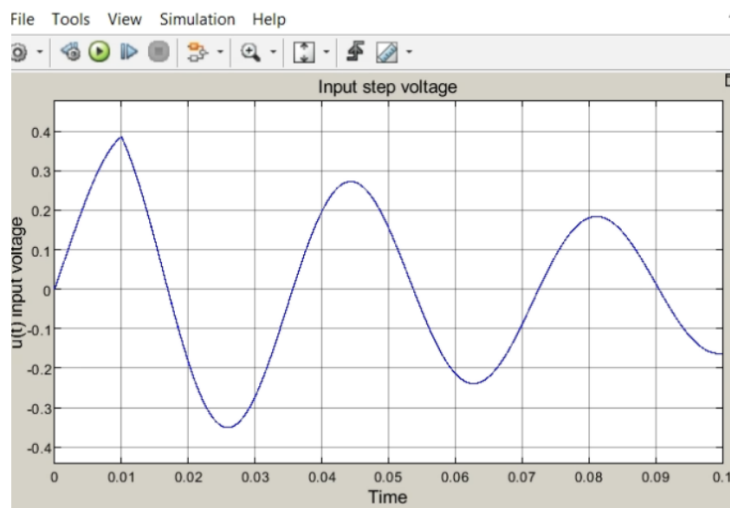 File Tools View Simulation Help
Input step voltage
u(t) input voltage
0.4
0.3
0.2
0.1
0
-0.1
-0.2
-0.3
-0.4
0 0.01 0.02 0.03 0.04 0.05 0.06 0.07 0.08 0.09 0.1
Time